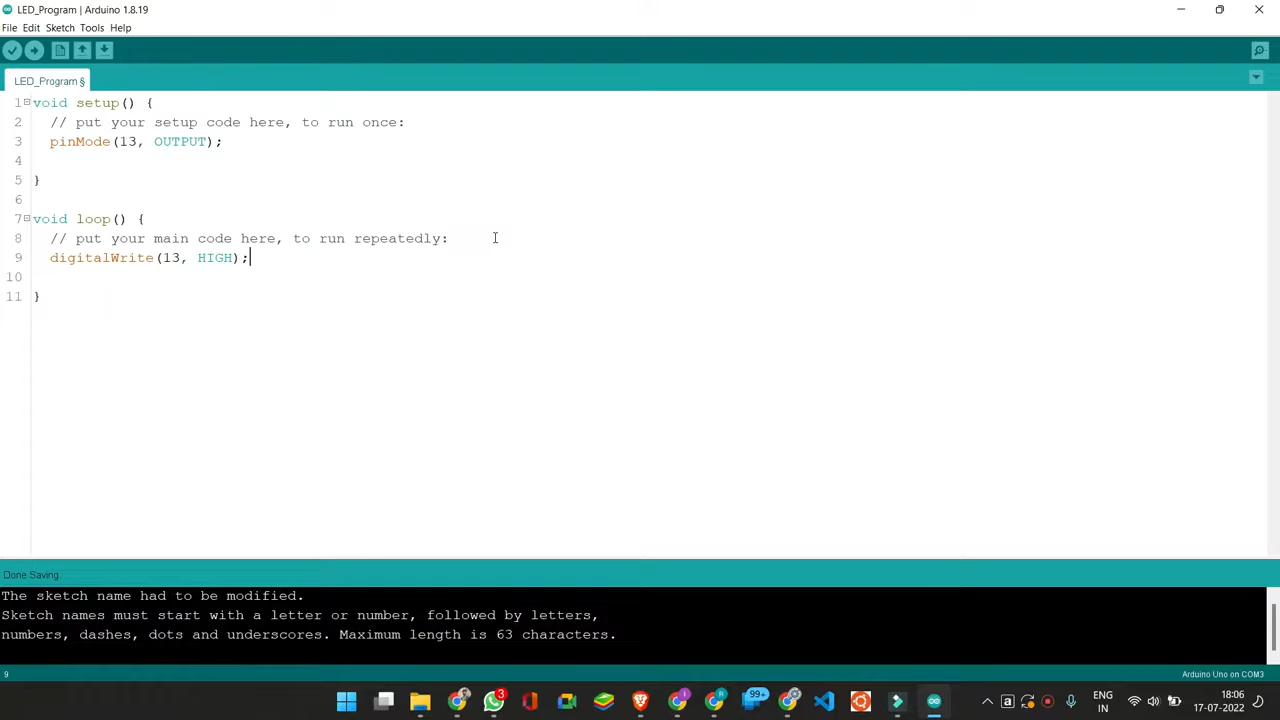 LED_Program | Arduino 1.8.19
File Edit Sketch Tools Help
LED_Program §
1 void setup() {
2 // put your setup code here, to run once:
3 pinMode(13, OUTPUT);
4
5 }
6
7 void loop() {
8 // put your main code here, to run repeatedly:
9 digitalWrite(13, HIGH);
10
11 }
Done Saving.
The sketch name had to be modified.
Sketch names must start with a letter or number, followed by letters,
numbers, dashes, dots and underscores. Maximum length is 63 characters.
9 Arduino Uno on COM3
3 99+ ENG 18:06
IN 17-07-2022